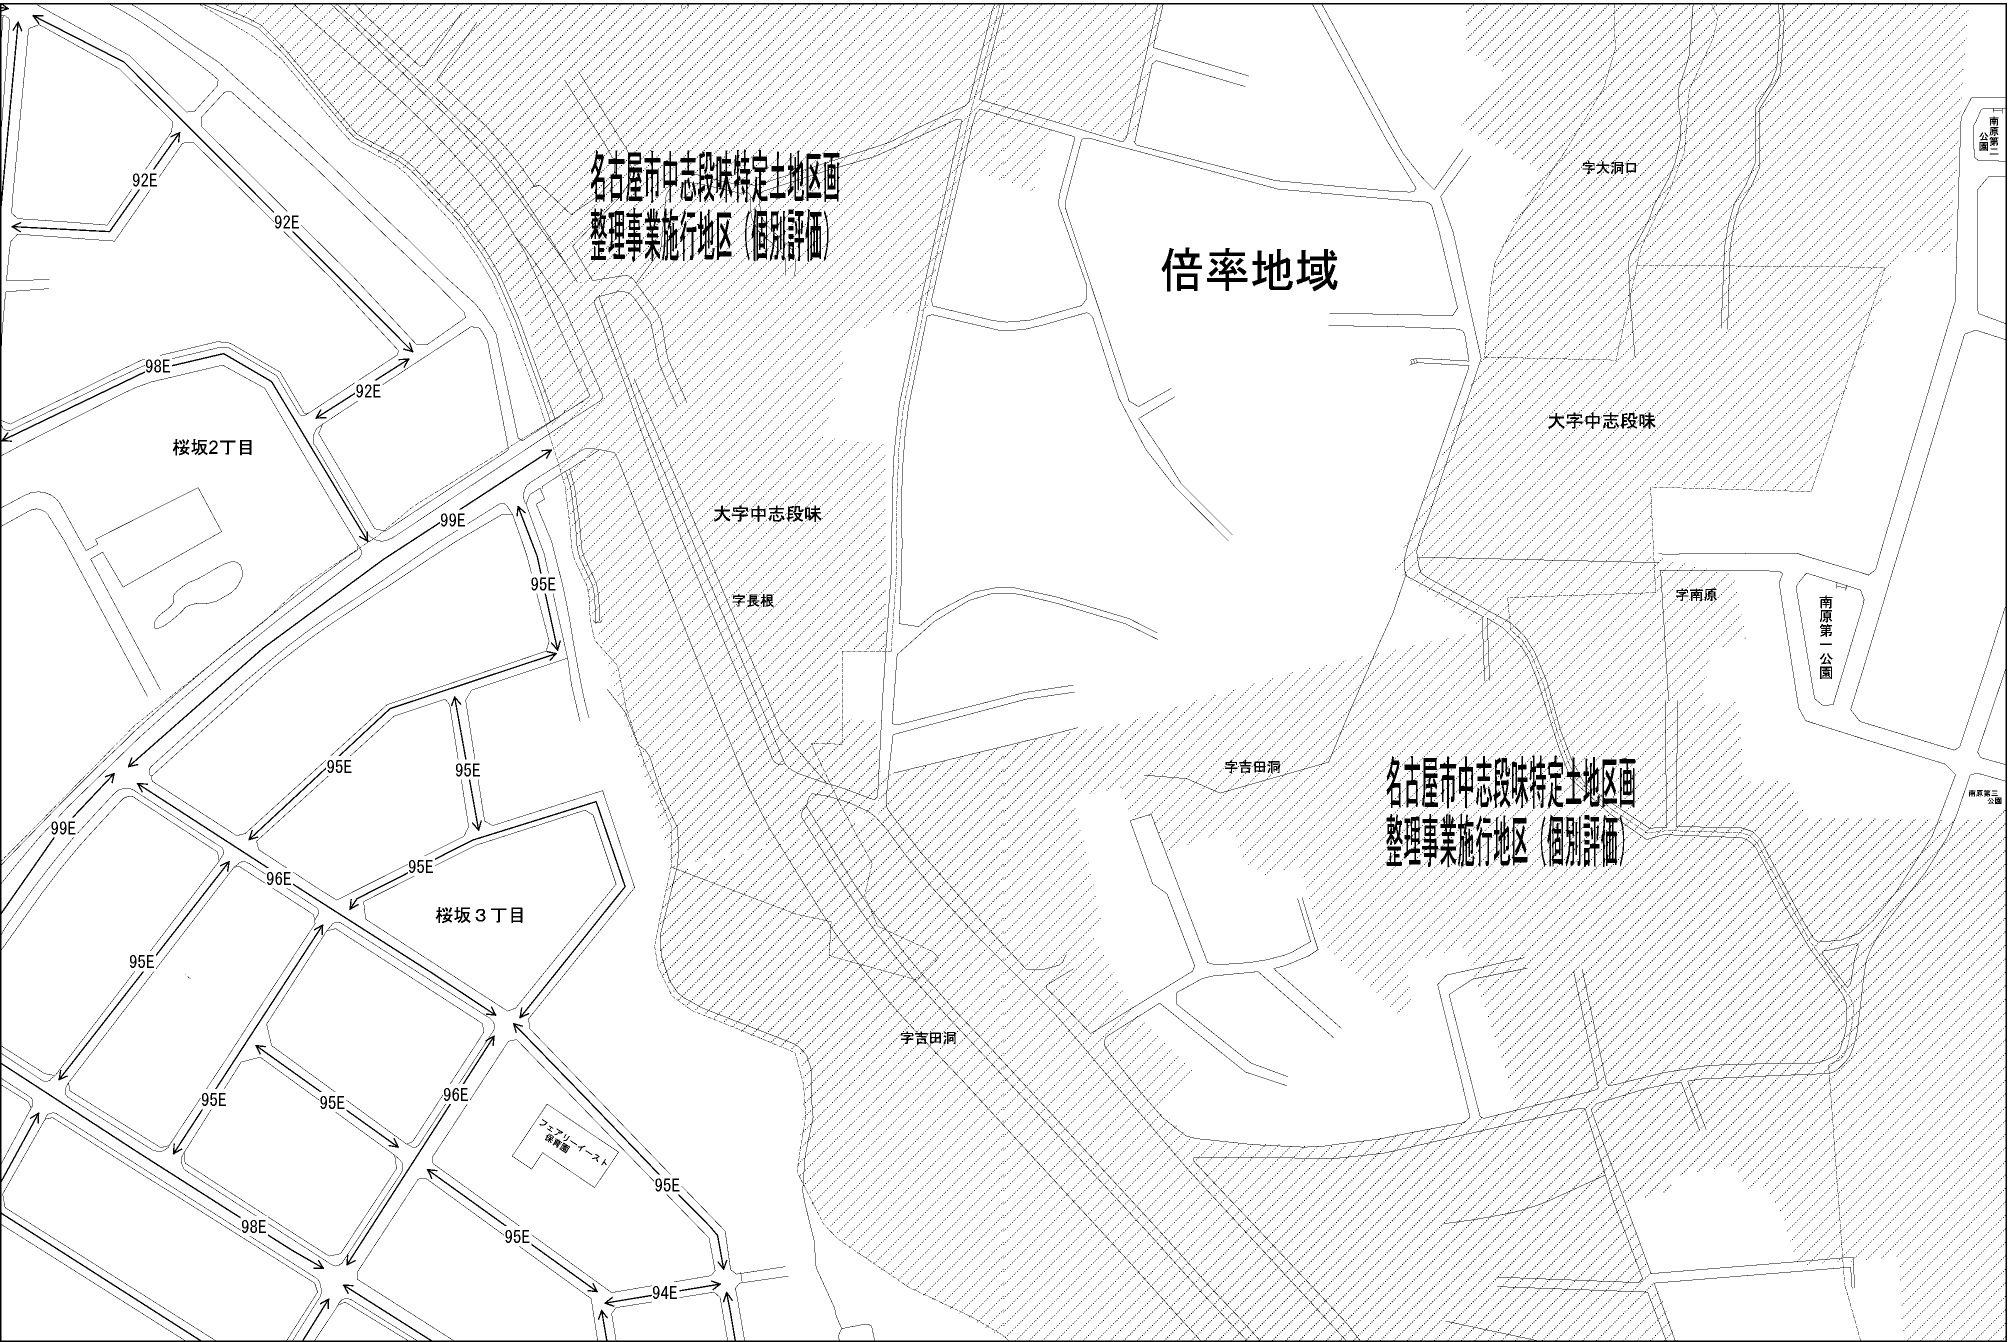 南原第二
公園
字大洞口
名古屋市中志段味特定土地区画
整理事業施行地区（個別評価）
92E
92E
倍率地域
98E
92E
桜坂2丁目
大字中志段味
大字中志段味
99E
95E
字長根
字南原
南原第一公園
95E
95E
字吉田洞
名古屋市中志段味特定土地区画
整理事業施行地区（個別評価）
南原第三
公園
99E
95E
96E
桜坂３丁目
95E
字吉田洞
95E
95E
96E
フェアリーイースト
保育園
95E
98E
95E
94E